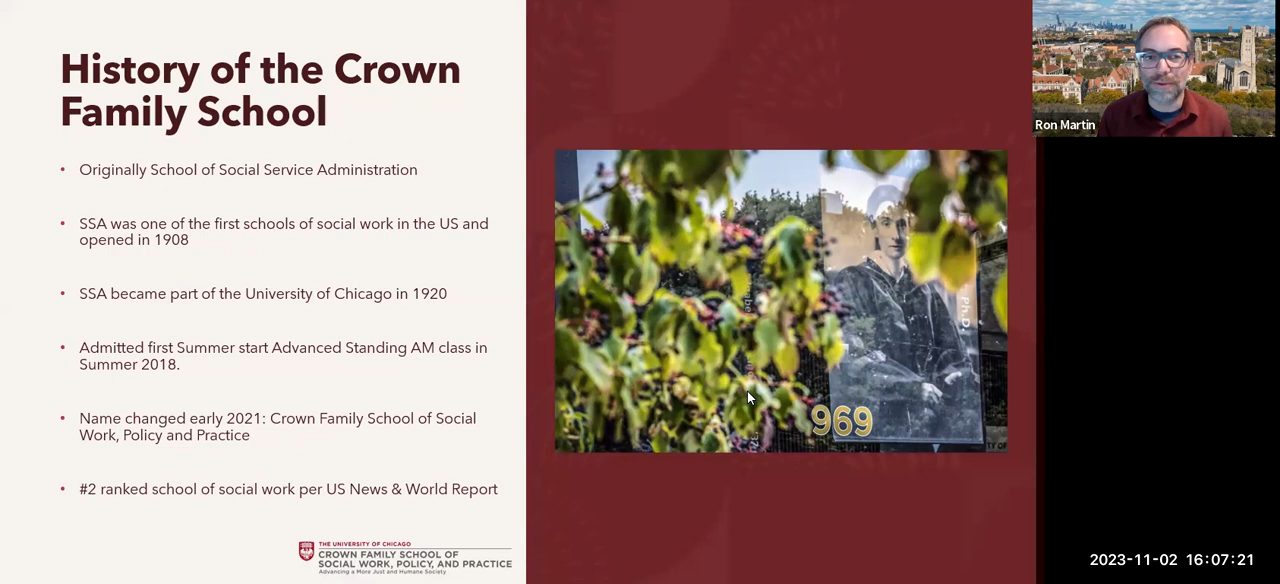 History of the Crown
Family School
• Originally School of Social Service Administration
• SSA was one of the first schools of social work in the US and
opened in 1908
• SSA became part of the University of Chicago in 1920
• Admitted first Summer start Advanced Standing AM class in
Summer 2018.
• Name changed early 2021: Crown Family School of Social
Work, Policy and Practice
• #2 ranked school of social work per US News & World Report
THE UNIVERSITY OF CHICAGO
CROWN FAMILY SCHOOL OF
SOCIAL WORK, POLICY, AND PRACTICE
Advancing a More Just and Humane Society
Ph.D.
969
Ron Martin
2023-11-02 16:07:21